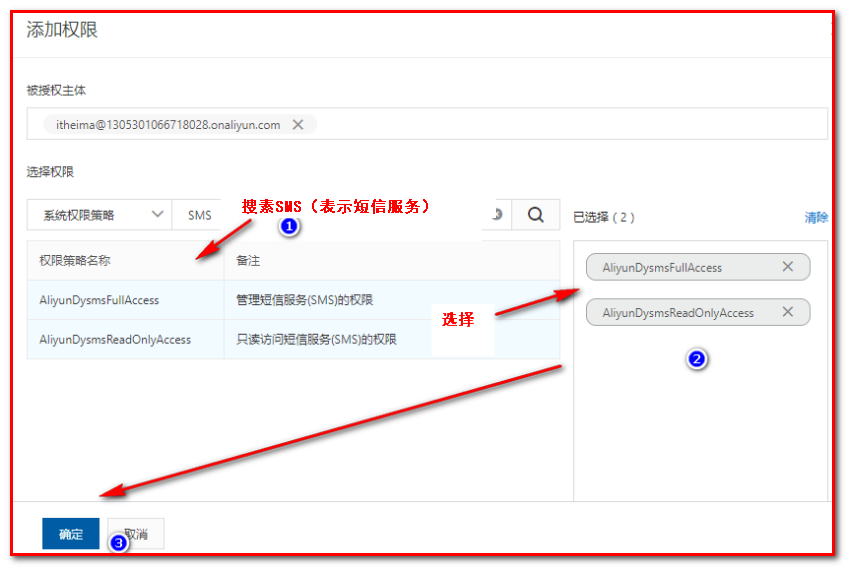 添加权限
被授权主体
itheima@1305301066718028.onaliyun.com
选择权限
系统权限策略
SMS
搜素SMS（表示短信服务）
1
已选择（2）
清除
权限策略名称
备注
AliyunDysmsFullAccess
管理短信服务(SMS)的权限
AliyunDysmsReadOnlyAccess
只读访问短信服务(SMS)的权限
选择
AliyunDysmsFullAccess
AliyunDysmsReadOnlyAccess
2
确定
取消
3